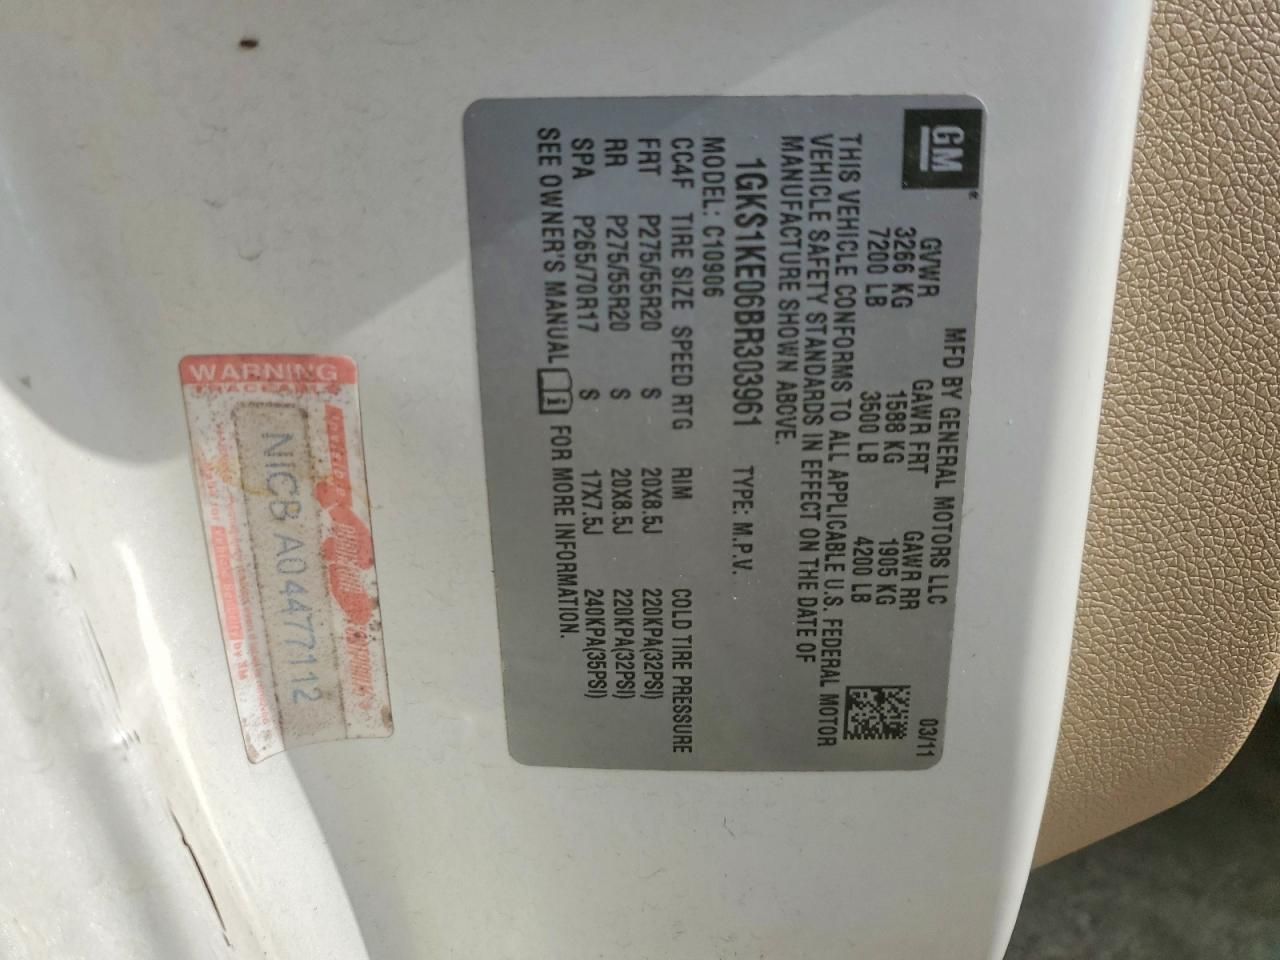 GM
MFD BY GENERAL MOTORS LLC 03/11
GVWR GAWR FRT GAWR RR
3266 KG 1588 KG 1905 KG
7200 LB 3500 LB 4200 LB
THIS VEHICLE CONFORMS TO ALL APPLICABLE U.S. FEDERAL MOTOR
VEHICLE SAFETY STANDARDS IN EFFECT ON THE DATE OF
MANUFACTURE SHOWN ABOVE.
1GKS1KE06BR303961 TYPE: M.P.V.
MODEL: C10906
CC4F TIRE SIZE SPEED RTG RIM COLD TIRE PRESSURE
FRT P275/55R20 S 20X8.5J 220KPA(32PSI)
RR P275/55R20 S 20X8.5J 220KPA(32PSI)
SPA P265/70R17 S 17X7.5J 240KPA(35PSI)
SEE OWNER'S MANUAL FOR MORE INFORMATION.
WARNING
TRACEABLE
NICB A0447112